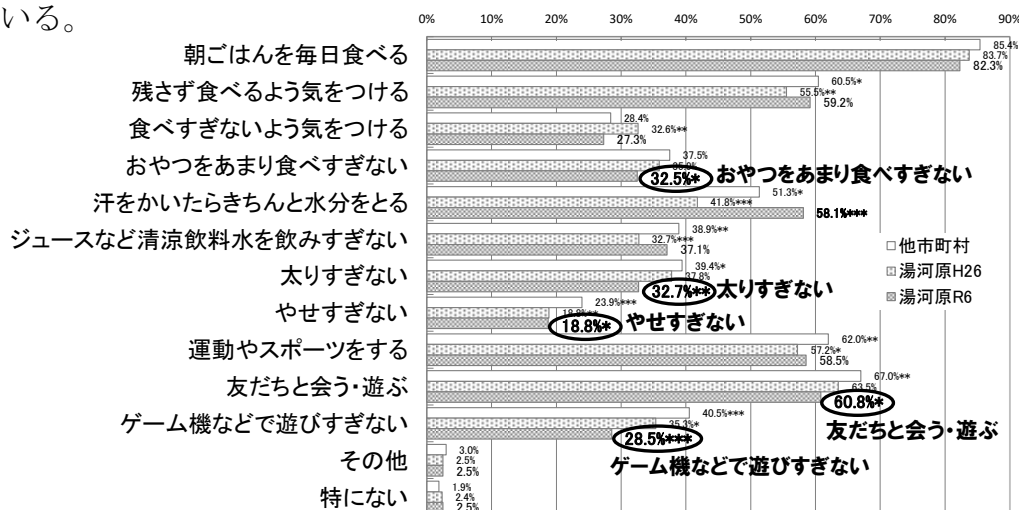 いる。
0% 10% 20% 30% 40% 50% 60% 70% 80% 90%
朝ごはんを毎日食べる
85.4%
83.7%
82.3%
残さず食べるよう気をつける
60.5%*
55.5%**
59.2%
食べすぎないよう気をつける
28.4%
32.6%**
27.3%
おやつをあまり食べすぎない
37.5%
32.5%*
おやつをあまり食べすぎない
汗をかいたらきちんと水分をとる
51.3%*
41.8%***
58.1%***
ジュースなど清涼飲料水を飲みすぎない
38.9%**
32.7%***
37.1%
□他市町村
湯河原H26
湯河原R6
太りすぎない
39.4%*
37.8%
32.7%**
太りすぎない
やせすぎない
23.9%***
18.8%*
やせすぎない
運動やスポーツをする
62.0%**
57.2%*
58.5%
友だちと会う・遊ぶ
67.0%**
63.5%
60.8%*
友だちと会う・遊ぶ
ゲーム機などで遊びすぎない
40.5%***
35.3%*
28.5%***
ゲーム機などで遊びすぎない
その他
3.0%
2.5%
2.5%
特にない
1.9%
2.4%
2.5%